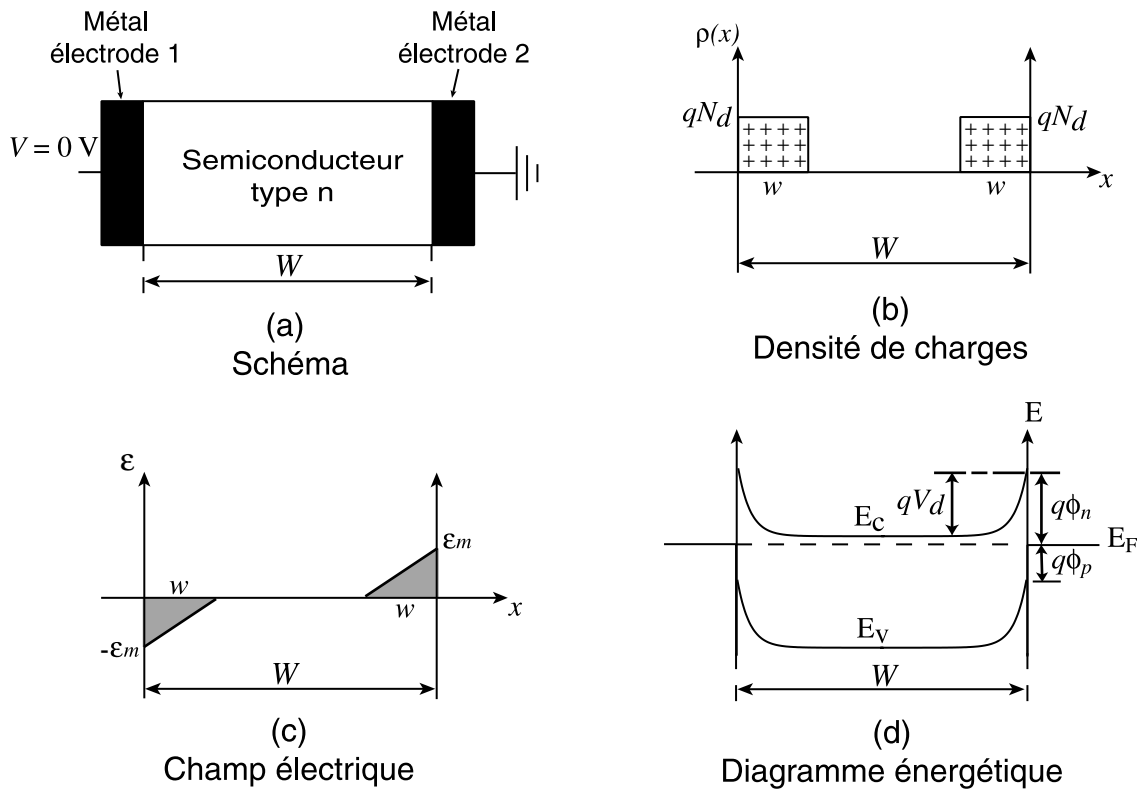 Métal
électrode 1
Métal
électrode 2
V = 0 V
Semiconducteur
type n
W
(a)
Schéma
ρ(x)
qNd
qNd
++++
++++
++++
++++
++++
++++
w
w
x
W
(b)
Densité de charges
ε
εm
w
w
x
-εm
W
(c)
Champ électrique
E
qVd
qϕn
EC
EF
qϕp
EV
W
(d)
Diagramme énergétique